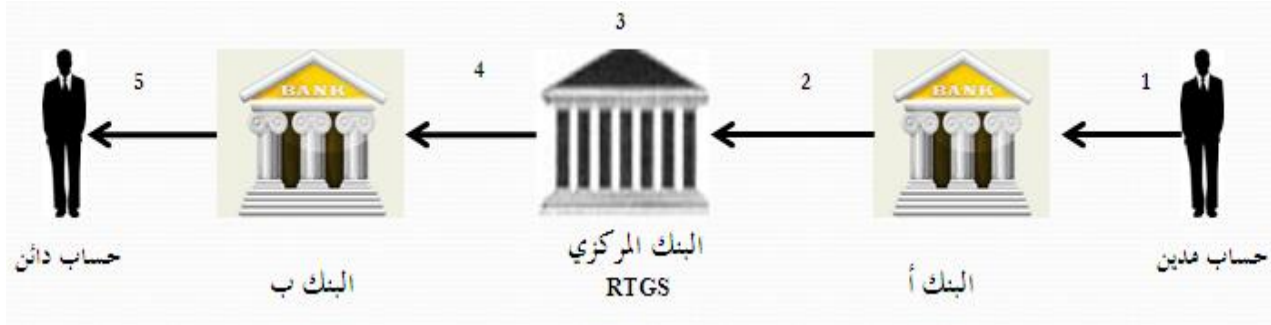 3
1
2
4
5
BANK
BANK
حساب مدين
البنك أ
البنك المركزي
RTGS
البنك ب
حساب دائن